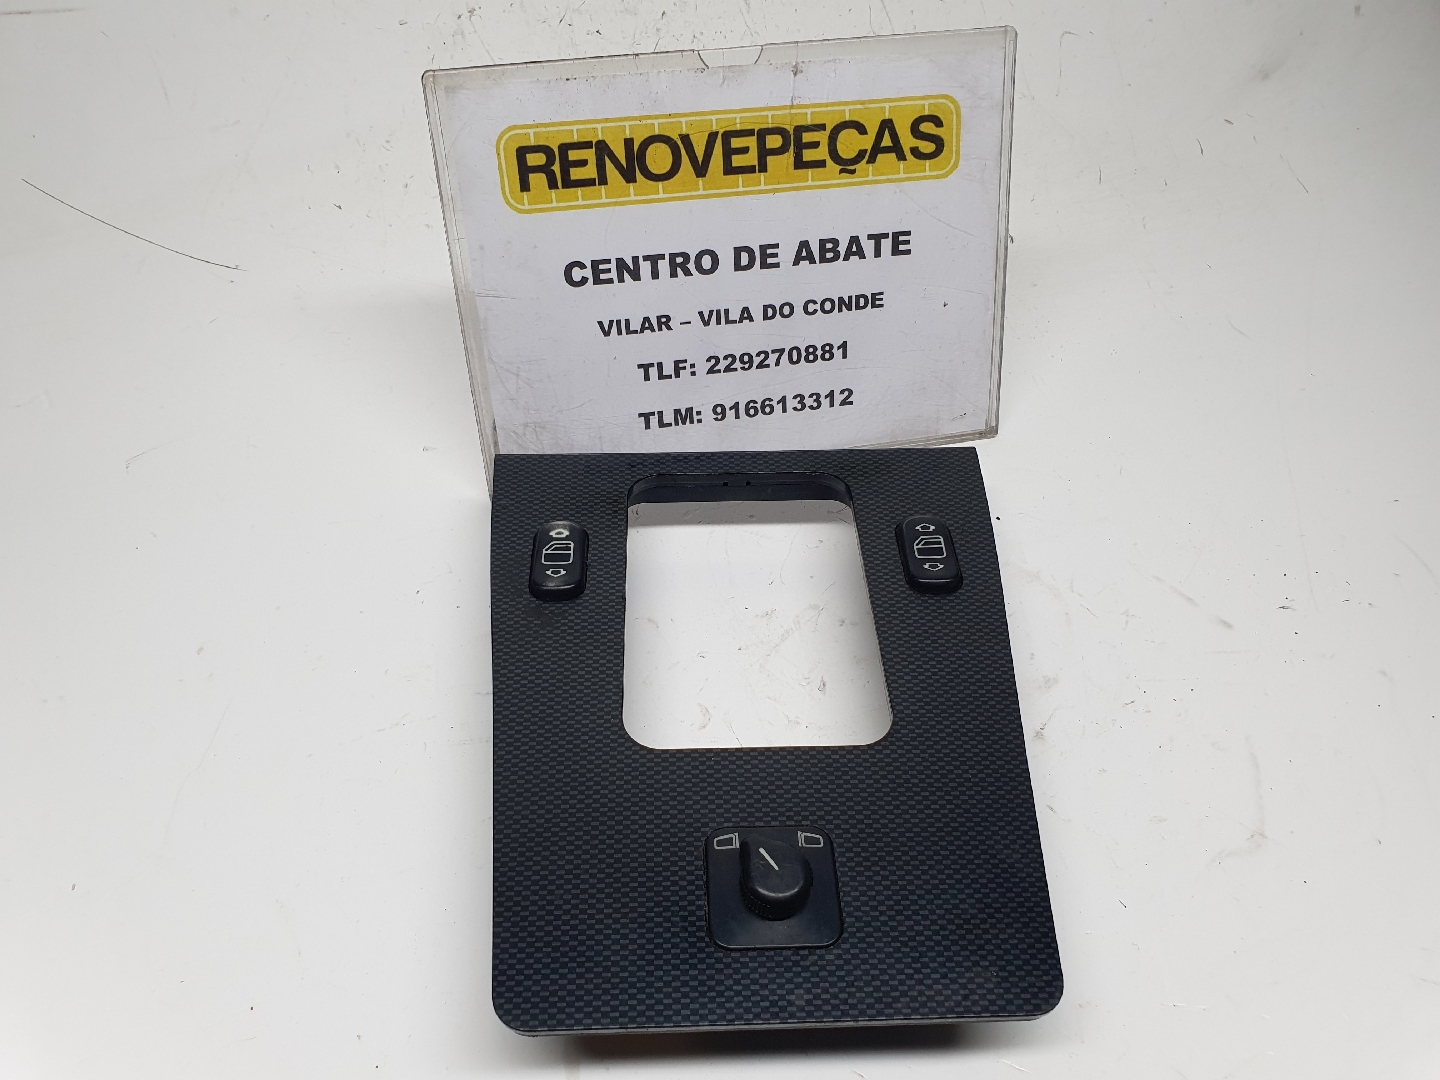 RENOVEPEÇAS
CENTRO DE ABATE
VILAR – VILA DO CONDE
TLF: 229270881
TLM: 916613312